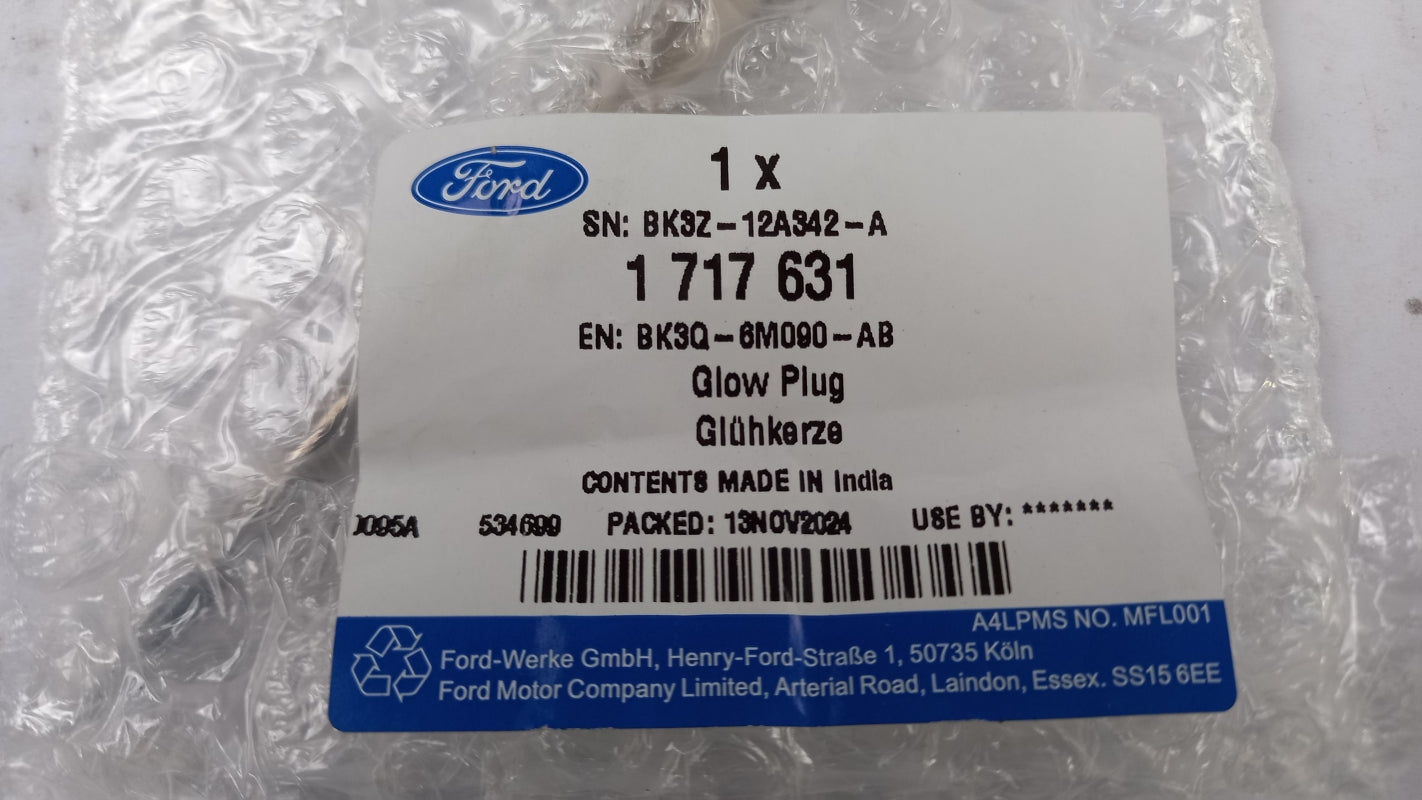 Ford
1 x
SN: BK3Z-12A342-A
1 717 631
EN: BK3Q-6M090-AB
Glow Plug
Glühkerze
CONTENTS MADE IN India
534699 PACKED: 13NOV2024 USE BY: *******
A4LPMS NO. MFL001
Ford-Werke GmbH, Henry-Ford-Straße 1, 50735 Köln
Ford Motor Company Limited, Arterial Road, Laindon, Essex. SS15 6EE